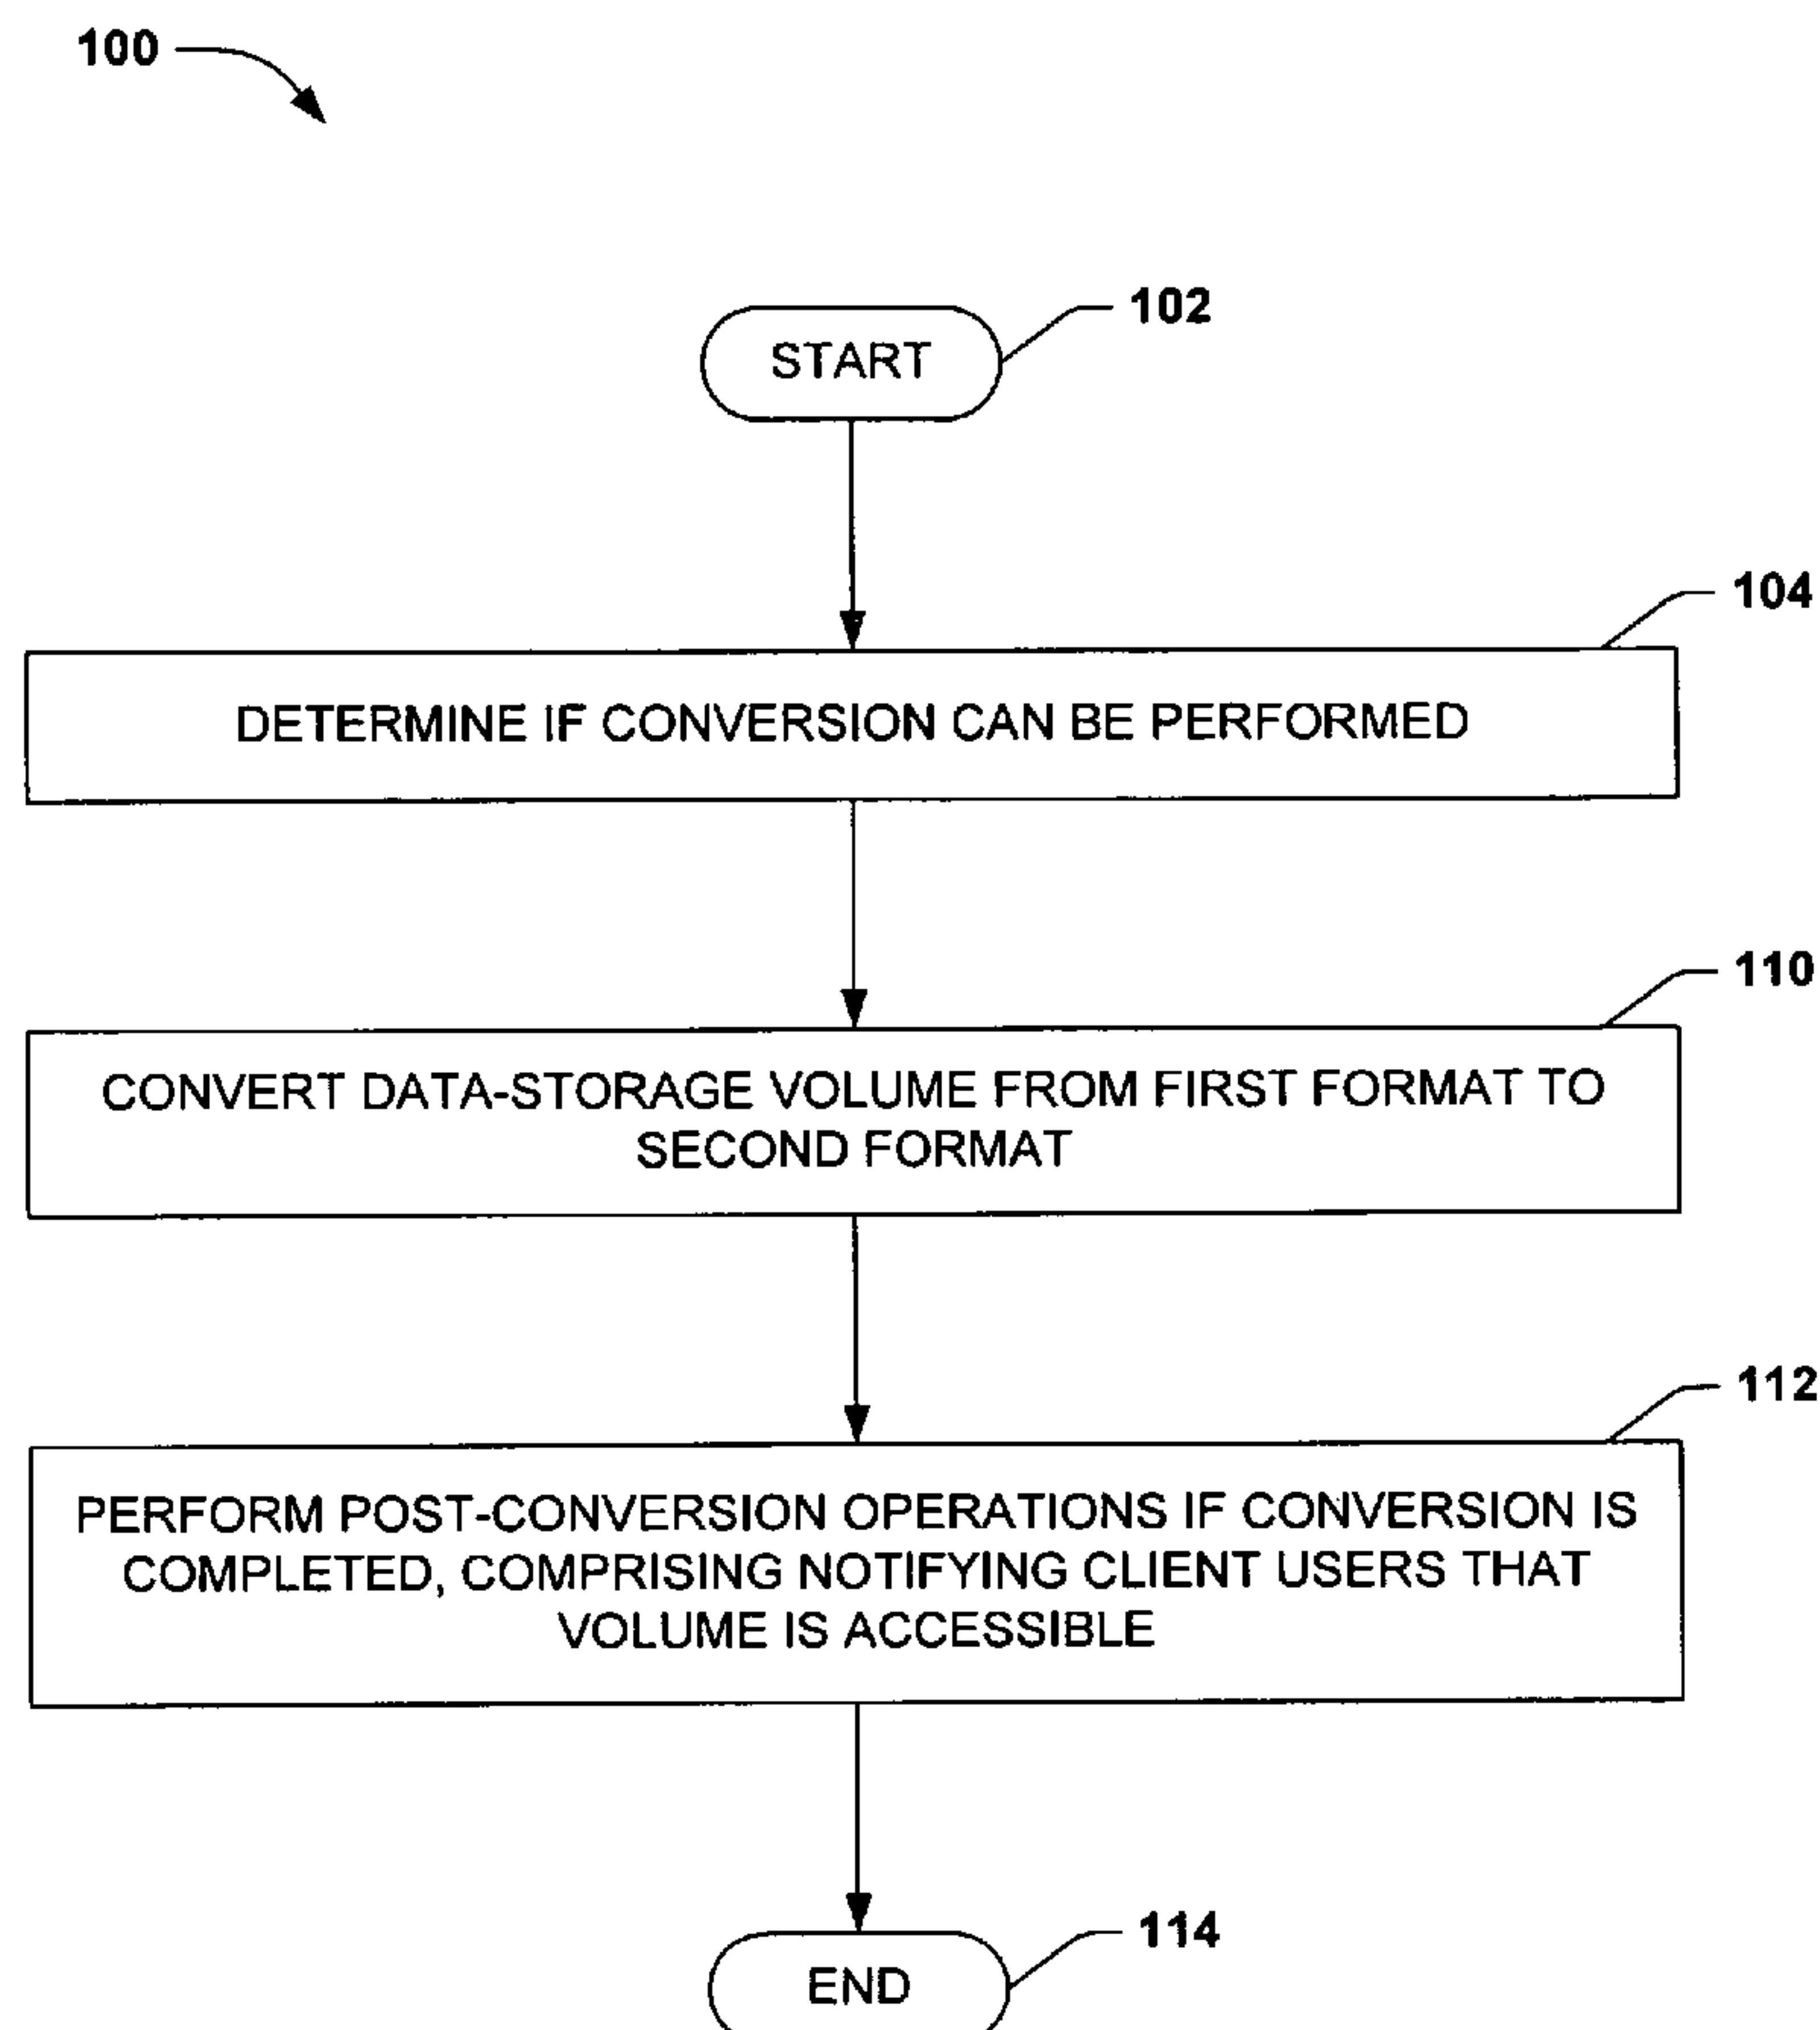 100
102
START
104
DETERMINE IF CONVERSION CAN BE PERFORMED
110
CONVERT DATA-STORAGE VOLUME FROM FIRST FORMAT TO
SECOND FORMAT
112
PERFORM POST-CONVERSION OPERATIONS IF CONVERSION IS
COMPLETED, COMPRISING NOTIFYING CLIENT USERS THAT
VOLUME IS ACCESSIBLE
114
END